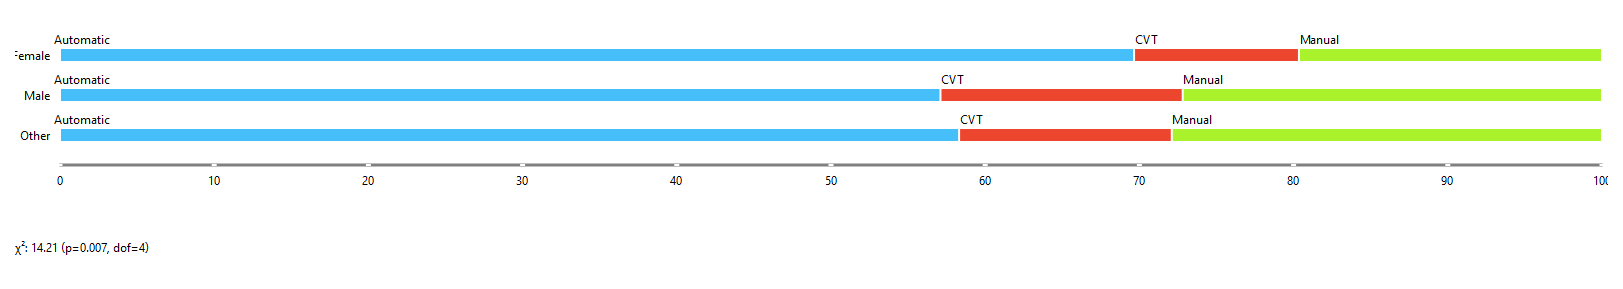 Automatic CVT Manual
Female
Automatic CVT Manual
Male
Automatic CVT Manual
Other
0 10 20 30 40 50 60 70 80 90 100
χ²: 14.21 (p=0.007, dof=4)